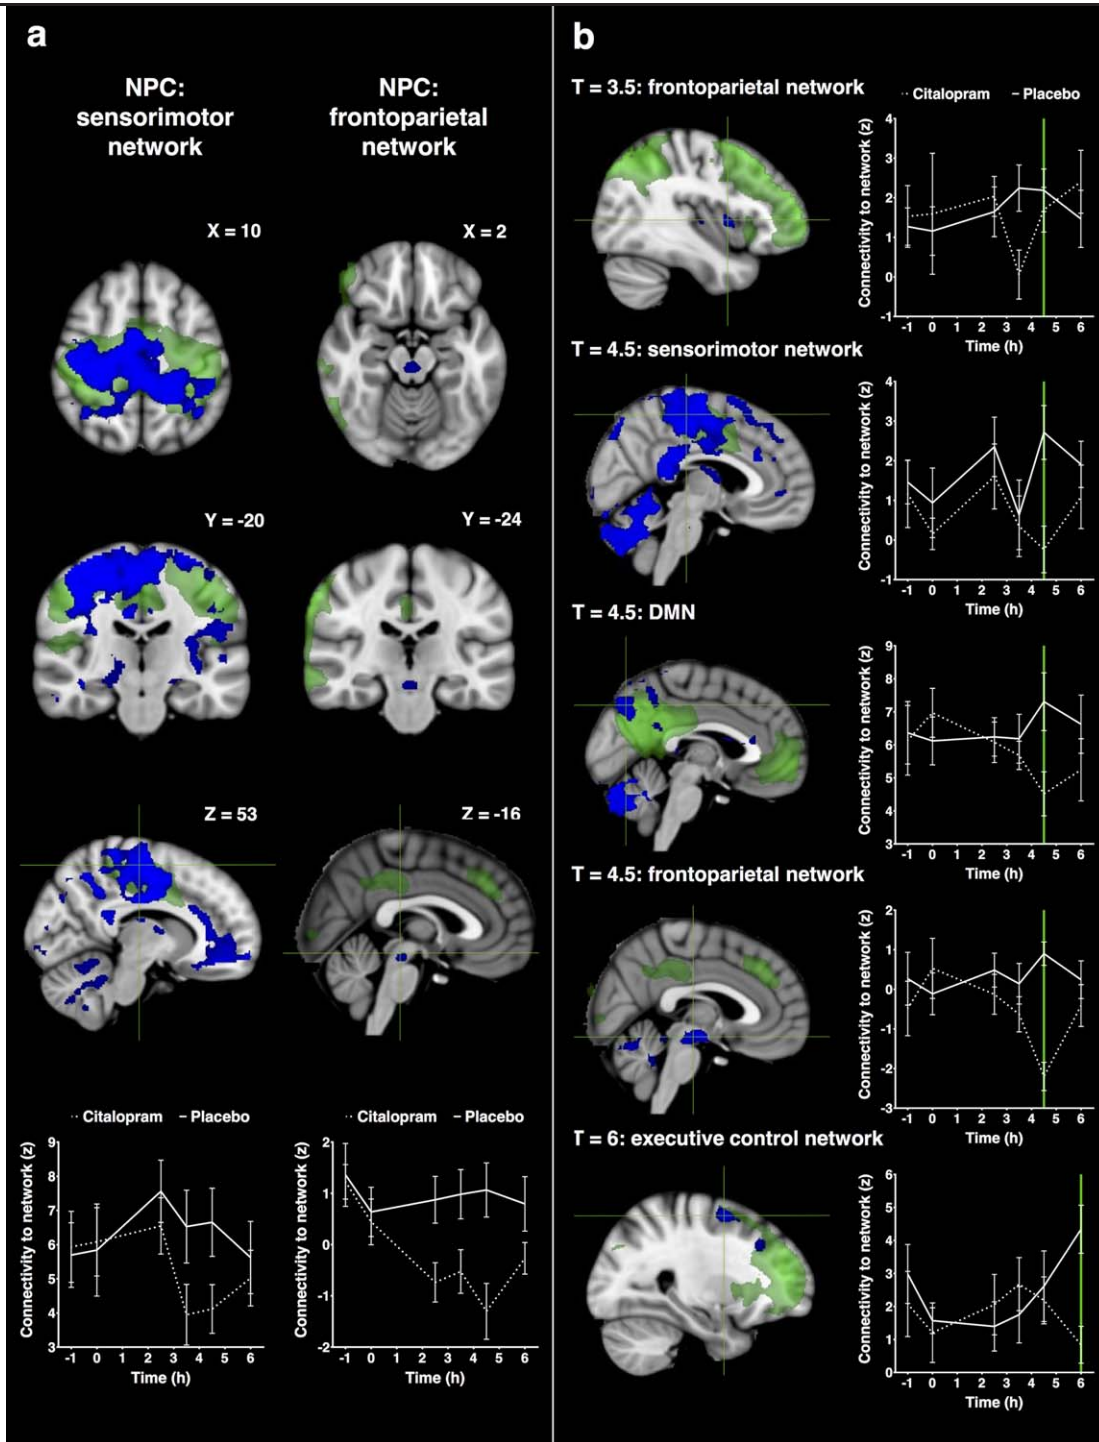 a
NPC:
sensorimotor
network
NPC:
frontoparietal
network
X = 10
X = 2
Y = -20
Y = -24
Z = 53
Z = -16
Citalopram
Placebo
Connectivity to network (z)
9
8
7
6
5
4
3
-1 0 1 2 3 4 5 6
Time (h)
Citalopram
Placebo
Connectivity to network (z)
2
1
0
-1
-2
-1 0 1 2 3 4 5 6
Time (h)
b
T = 3.5: frontoparietal network
Citalopram
Placebo
Connectivity to network (z)
4
3
2
1
0
-1
-1 0 1 2 3 4 5 6
Time (h)
T = 4.5: sensorimotor network
Connectivity to network (z)
4
3
2
1
0
-1
-1 0 1 2 3 4 5 6
Time (h)
T = 4.5: DMN
Connectivity to network (z)
9
8
7
6
5
4
3
-1 0 1 2 3 4 5 6
Time (h)
T = 4.5: frontoparietal network
Connectivity to network (z)
2
1
0
-1
-2
-3
-1 0 1 2 3 4 5 6
Time (h)
T = 6: executive control network
Connectivity to network (z)
6
5
4
3
2
1
0
-1 0 1 2 3 4 5 6
Time (h)